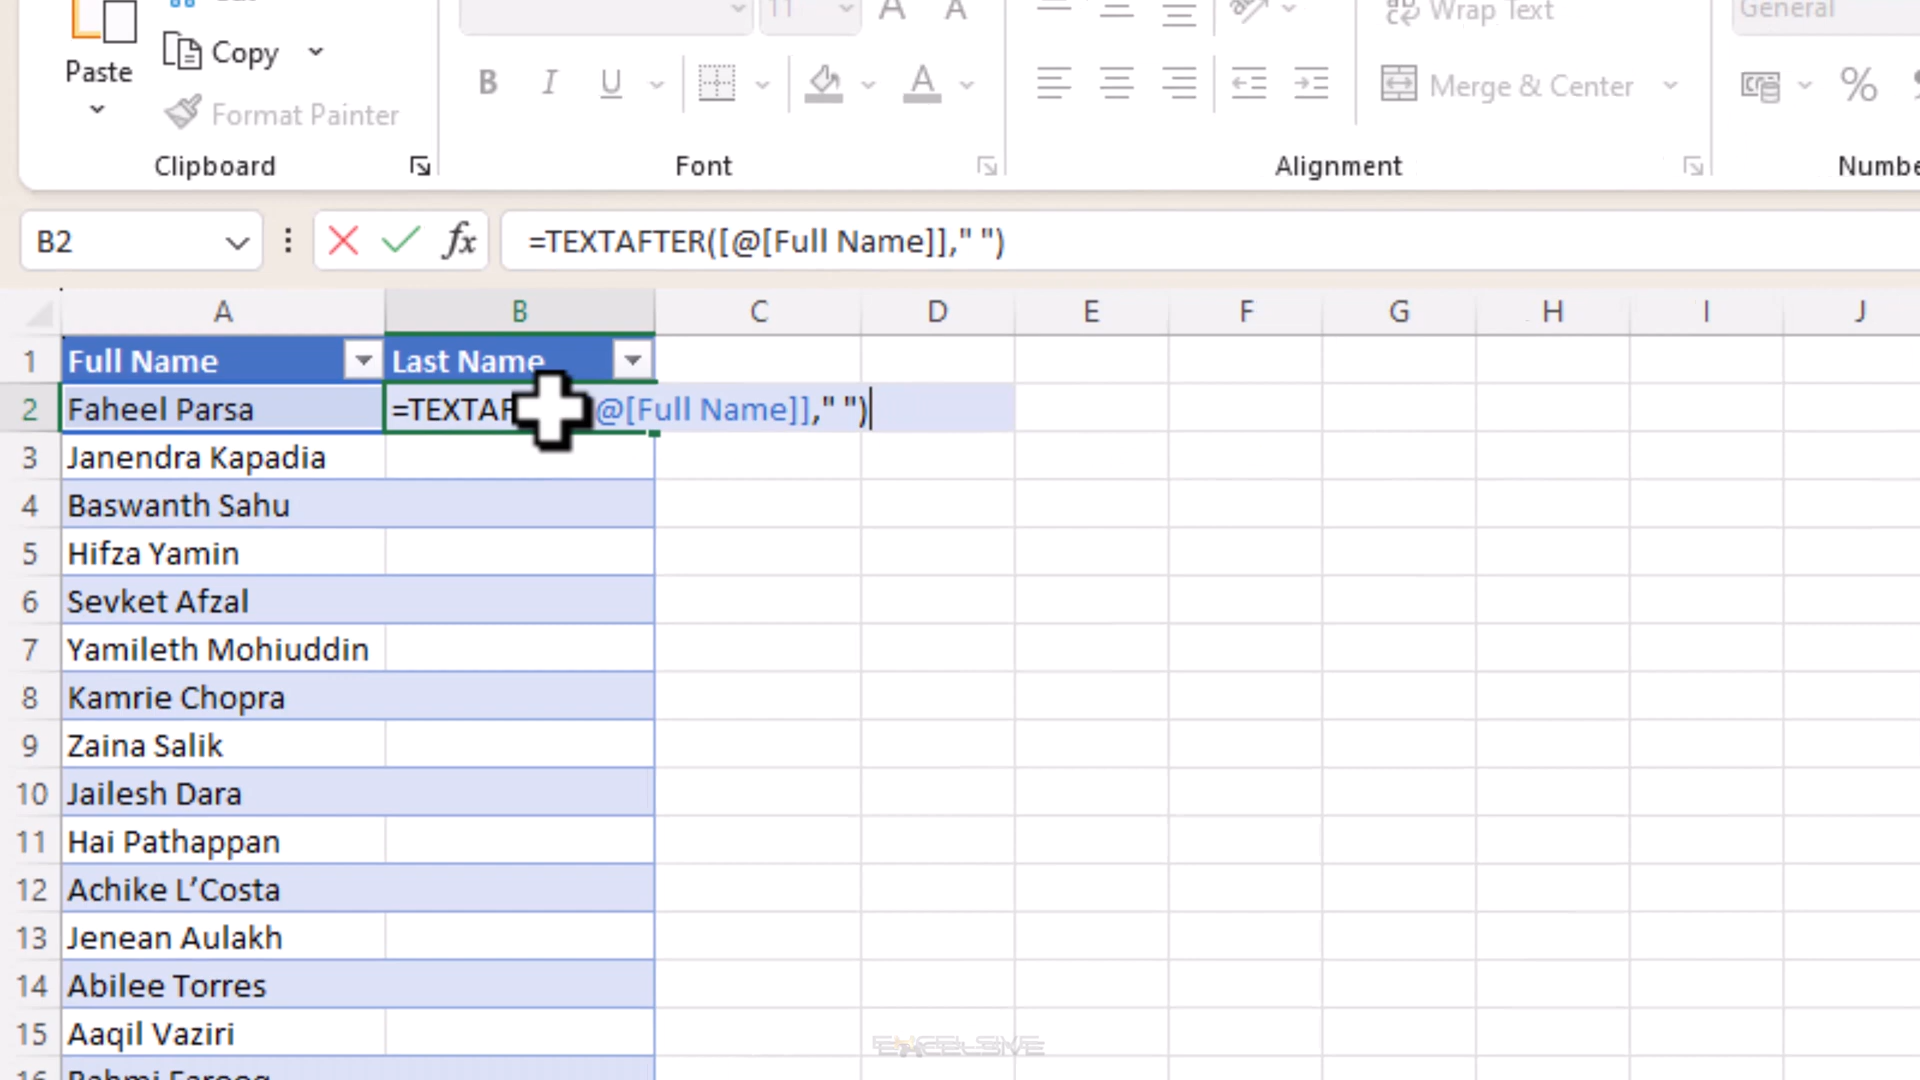 11 A A
Wrap Text
General
Paste
Copy
Format Painter
B I U A
Merge & Center
%
Clipboard
Font
Alignment
B2
fx
=TEXTAFTER([@[Full Name]]," ")
A B C D E F G H I J
1 Full Name Last Name
2 Faheel Parsa =TEXTAF @[Full Name]]," ")
3 Janendra Kapadia
4 Baswanth Sahu
5 Hifza Yamin
6 Sevket Afzal
7 Yamileth Mohiuddin
8 Kamrie Chopra
9 Zaina Salik
10 Jailesh Dara
11 Hai Pathappan
12 Achike L’Costa
13 Jenean Aulakh
14 Abilee Torres
15 Aaqil Vaziri
EXCELSIVE